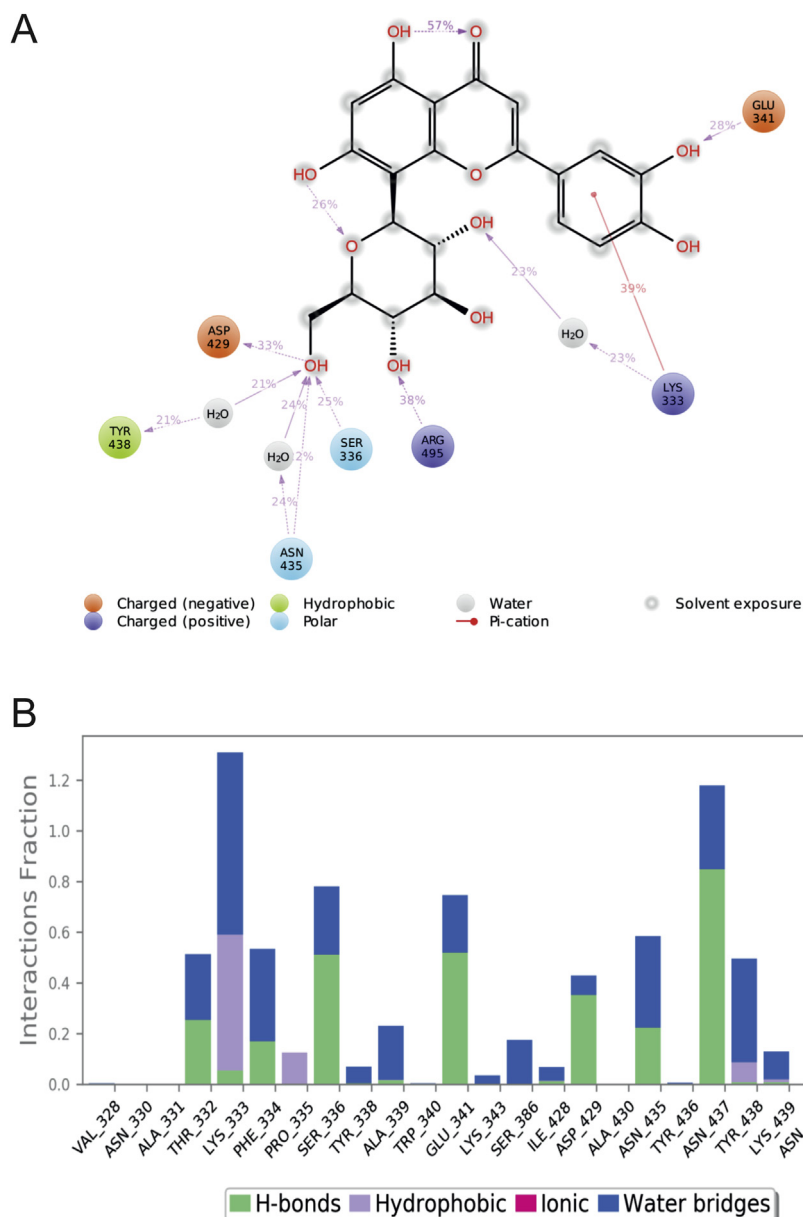 A
OH
57%
O
GLU
341
28%
OH
HO
26%
O
O
OH
OH
23%
39%
OH
H₂O
23%
LYS
333
ASP
429
33%
OH
OH
21%
H₂O
21%
TYR
438
24%
25%
38%
H₂O
2%
SER
336
ARG
495
24%
ASN
435
Charged (negative)
Hydrophobic
Water
Solvent exposure
Charged (positive)
Polar
Pi-cation
B
Interactions Fraction
1.2
1.0
0.8
0.6
0.4
0.2
0.0
VAL_328
ASN_330
ALA_331
THR_332
LYS_333
PHE_334
PRO_335
SER_336
TYR_338
ALA_339
TRP_340
GLU_341
LYS_343
SER_386
ILE_428
ASP_429
ALA_430
ASN_435
TYR_436
ASN_437
TYR_438
LYS_439
ASN_
H-bonds Hydrophobic Ionic Water bridges